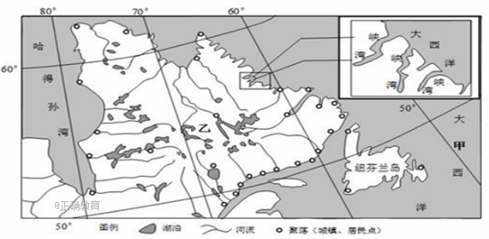 80°
70°
60°
大
峡
西
湾
峡
洋
湾
峡
湾
哈
得
孙
湾
60°
50°
乙
大
甲
西
洋
纽芬兰岛
@正确教育
50°
图例
湖泊
河流
聚落（城镇、居民点）